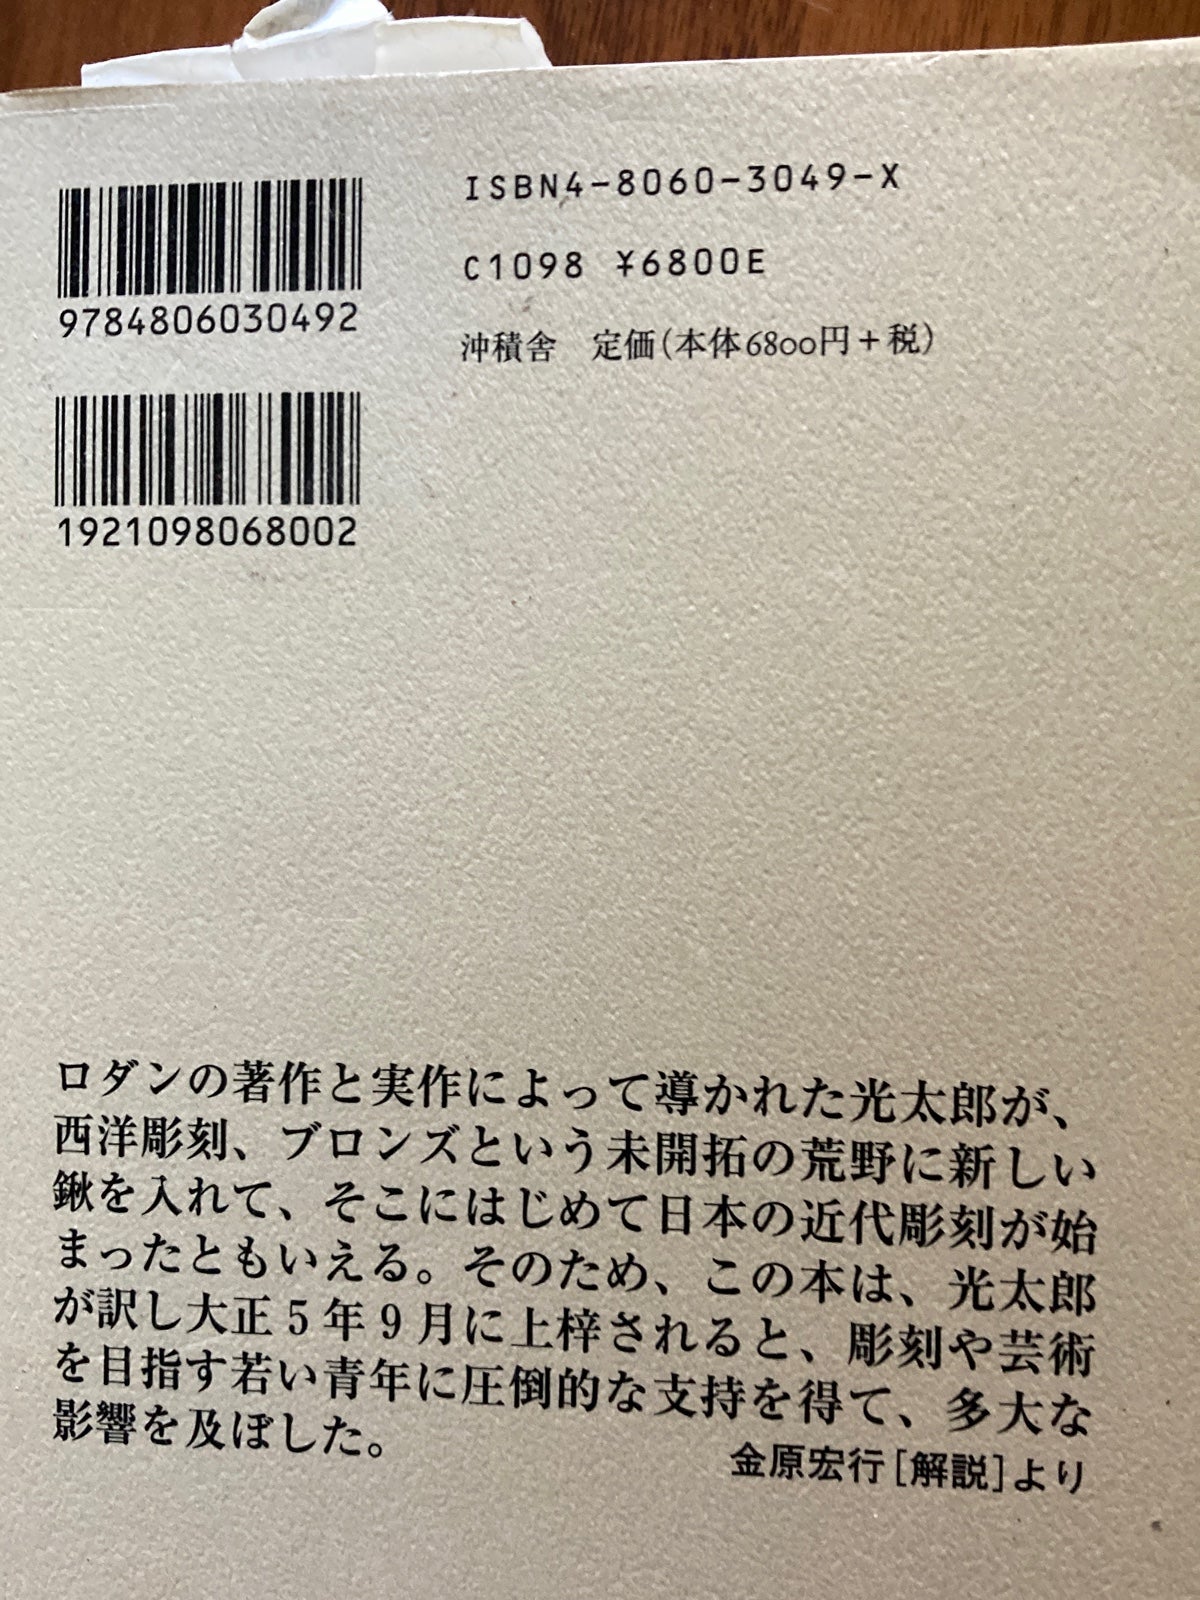 ISBN4-8060-3049-X
C1098 ¥6800E
沖積舎 定価(本体6800円+税)
9784806030492
1921098068002
ロダンの著作と実作によって導かれた光太郎が、
西洋彫刻、ブロンズという未開拓の荒野に新しい
鍬を入れて、そこにはじめて日本の近代彫刻が始
まったともいえる。そのため、この本は、光太郎
が訳し大正5年9月に上梓されると、彫刻や芸術
を目指す若い青年に圧倒的な支持を得て、多大な
影響を及ぼした。
金原宏行[解説]より